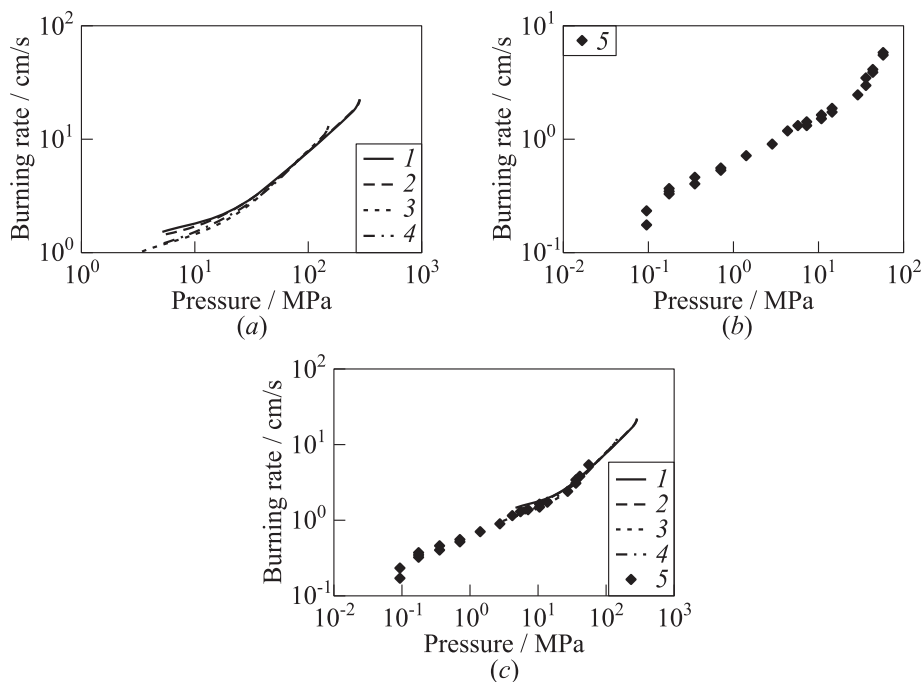 10^2
10^1
10^0
10^0 10^1 10^2 10^3
Burning rate / cm/s
Pressure / MPa
1
2
3
4
(a)
5
10^1
10^0
10^-1
10^-2 10^-1 10^0 10^1 10^2
Burning rate / cm/s
Pressure / MPa
(b)
10^2
10^1
10^0
10^-1
10^-2 10^-1 10^0 10^1 10^2 10^3
Burning rate / cm/s
Pressure / MPa
1
2
3
4
5
(c)